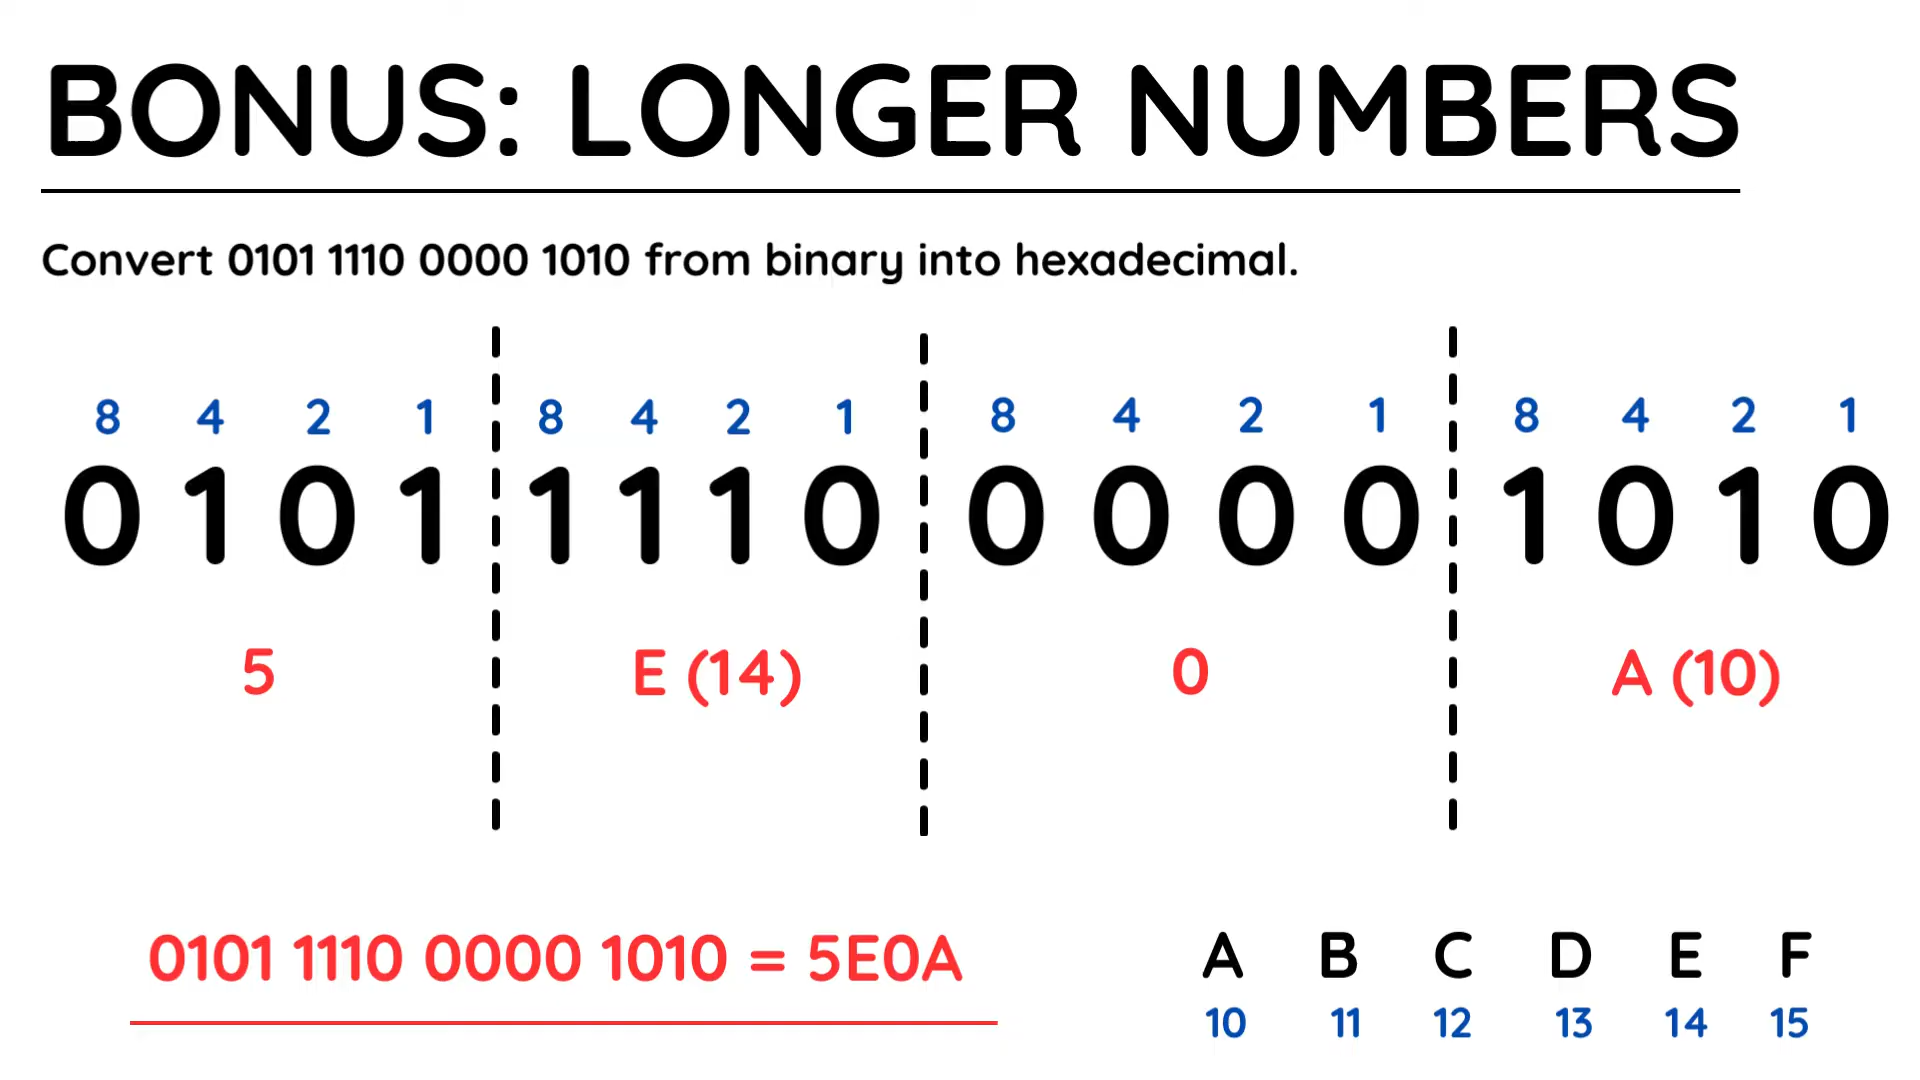 BONUS: LONGER NUMBERS
Convert 0101 1110 0000 1010 from binary into hexadecimal.
8 4 2 1 8 4 2 1 8 4 2 1 8 4 2 1
0 1 0 1 1 1 1 0 0 0 0 0 1 0 1 0
5 E (14) 0 A (10)
0101 1110 0000 1010 = 5E0A
A B C D E F
10 11 12 13 14 15